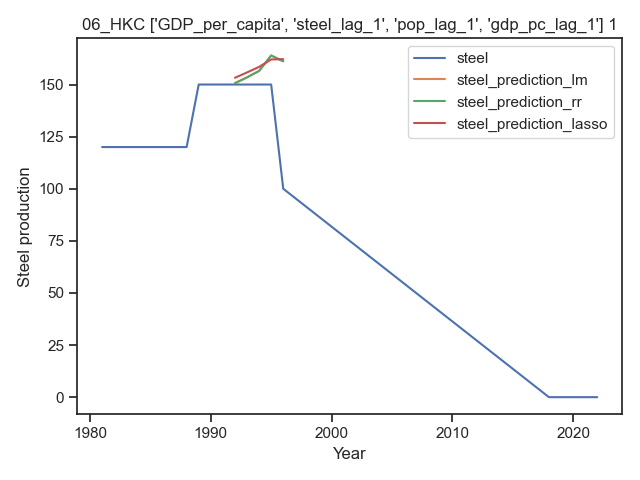 06_HKC ['GDP_per_capita', 'steel_lag_1', 'pop_lag_1', 'gdp_pc_lag_1'] 1
steel
steel_prediction_lm
steel_prediction_rr
steel_prediction_lasso
Steel production
150
125
100
75
50
25
0
1980 1990 2000 2010 2020
Year